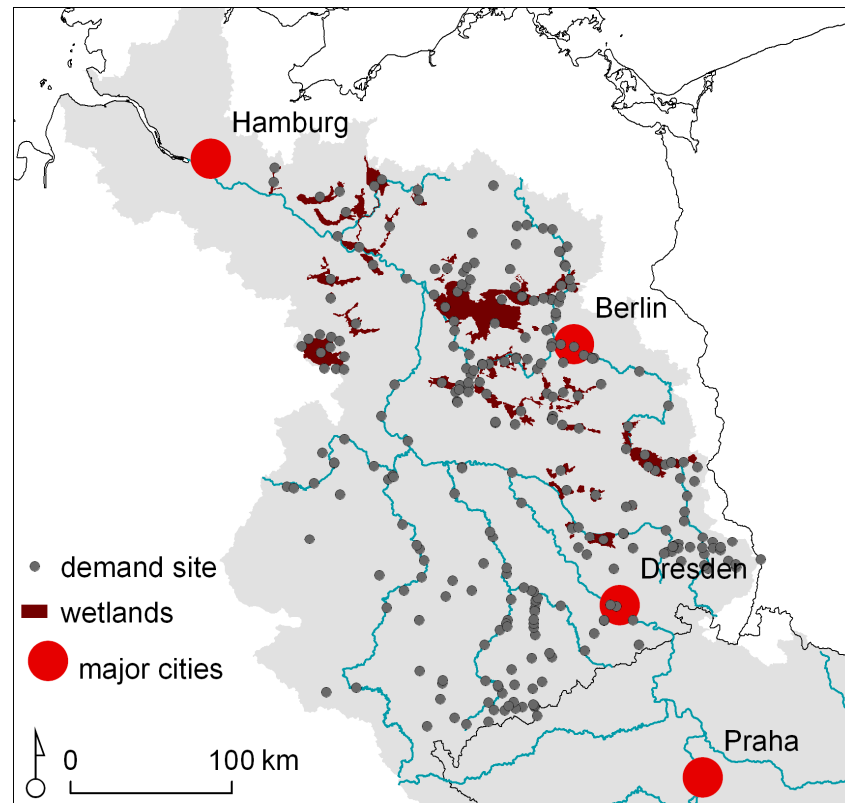 Hamburg
Berlin
demand site
Dresden
wetlands
major cities
Praha
0 100 km